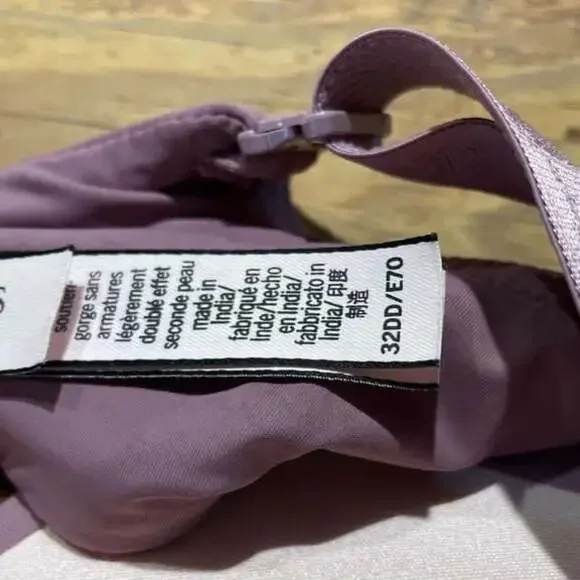 soutien-
gorge sans
armatures
légèrement
doublé effet
seconde peau
made in
India/
fabriqué en
Inde/hecho
en India/
fabbricato in
India/ 印度
制造
32DD/E70